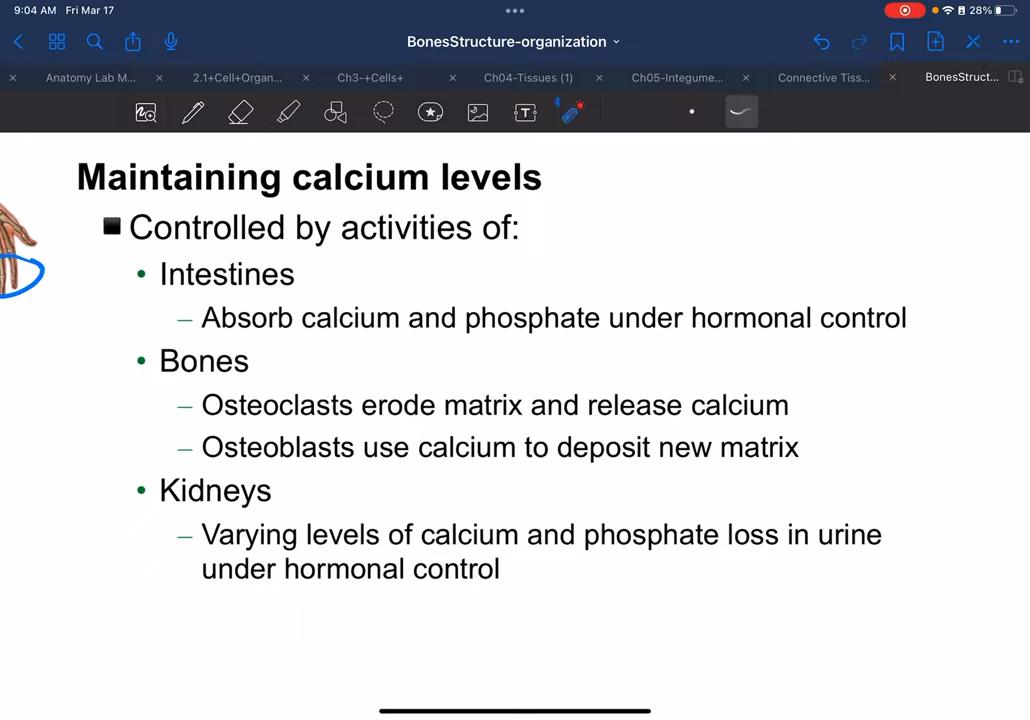 9:04 AM Fri Mar 17
28%
BonesStructure-organization
Anatomy Lab M...
2.1+Cell+Organ...
Ch3-+Cells+
Ch04-Tissues (1)
Ch05-Integume...
Connective Tiss...
BonesStruct...
T
Maintaining calcium levels
■ Controlled by activities of:
• Intestines
– Absorb calcium and phosphate under hormonal control
• Bones
– Osteoclasts erode matrix and release calcium
– Osteoblasts use calcium to deposit new matrix
• Kidneys
– Varying levels of calcium and phosphate loss in urine
under hormonal control